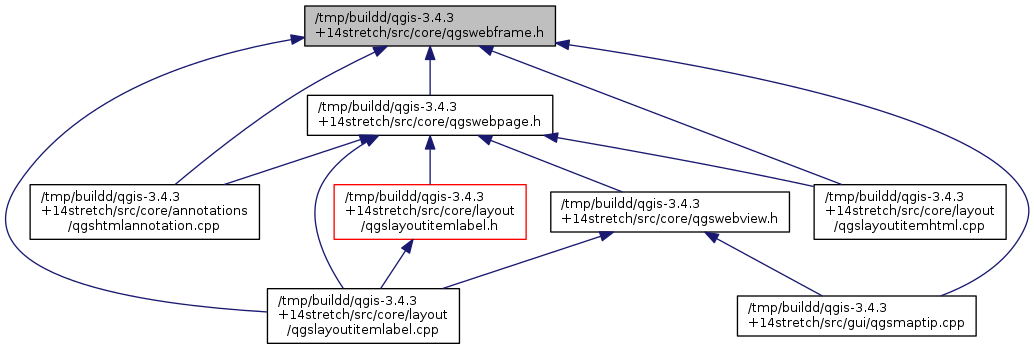 /tmp/buildd/qgis-3.4.3
+14stretch/src/core/qgswebframe.h
/tmp/buildd/qgis-3.4.3
+14stretch/src/core/qgswebpage.h
/tmp/buildd/qgis-3.4.3
+14stretch/src/core/annotations
/qgshtmlannotation.cpp
/tmp/buildd/qgis-3.4.3
+14stretch/src/core/layout
/qgslayoutitemlabel.h
/tmp/buildd/qgis-3.4.3
+14stretch/src/core/qgswebview.h
/tmp/buildd/qgis-3.4.3
+14stretch/src/core/layout
/qgslayoutitemhtml.cpp
/tmp/buildd/qgis-3.4.3
+14stretch/src/core/layout
/qgslayoutitemlabel.cpp
/tmp/buildd/qgis-3.4.3
+14stretch/src/gui/qgsmaptip.cpp